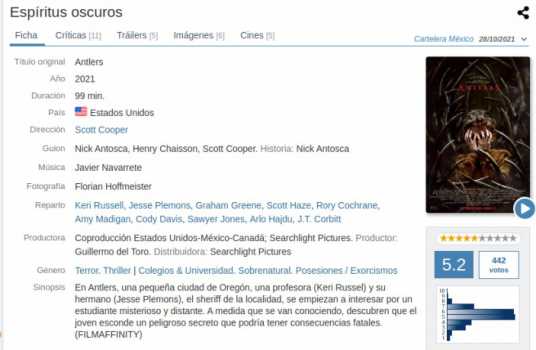 Espíritus oscuros
Ficha Críticas [11] Tráilers [5] Imágenes [6] Cines [5]
Cartelera México 28/10/2021
Título original Antlers
Año 2021
Duración 99 min.
País Estados Unidos
Dirección Scott Cooper
Guion Nick Antosca, Henry Chaisson, Scott Cooper. Historia: Nick Antosca
Música Javier Navarrete
Fotografía Florian Hoffmeister
Reparto Keri Russell, Jesse Plemons, Graham Greene, Scott Haze, Rory Cochrane,
Amy Madigan, Cody Davis, Sawyer Jones, Arlo Hajdu, J.T. Corbitt
Productora Coproducción Estados Unidos-México-Canadá; Searchlight Pictures. Productor:
Guillermo del Toro. Distribuidora: Searchlight Pictures
Género Terror. Thriller | Colegios & Universidad. Sobrenatural. Posesiones / Exorcismos
Sinopsis En Antlers, una pequeña ciudad de Oregón, una profesora (Keri Russel) y su
hermano (Jesse Plemons), el sheriff de la localidad, se empiezan a interesar por un
estudiante misterioso y distante. A medida que se van conociendo, descubren que el
joven esconde un peligroso secreto que podría tener consecuencias fatales.
(FILMAFFINITY)
ANTLERS
5.2
442
votos
10
9
8
7
6
5
4
3
2
1